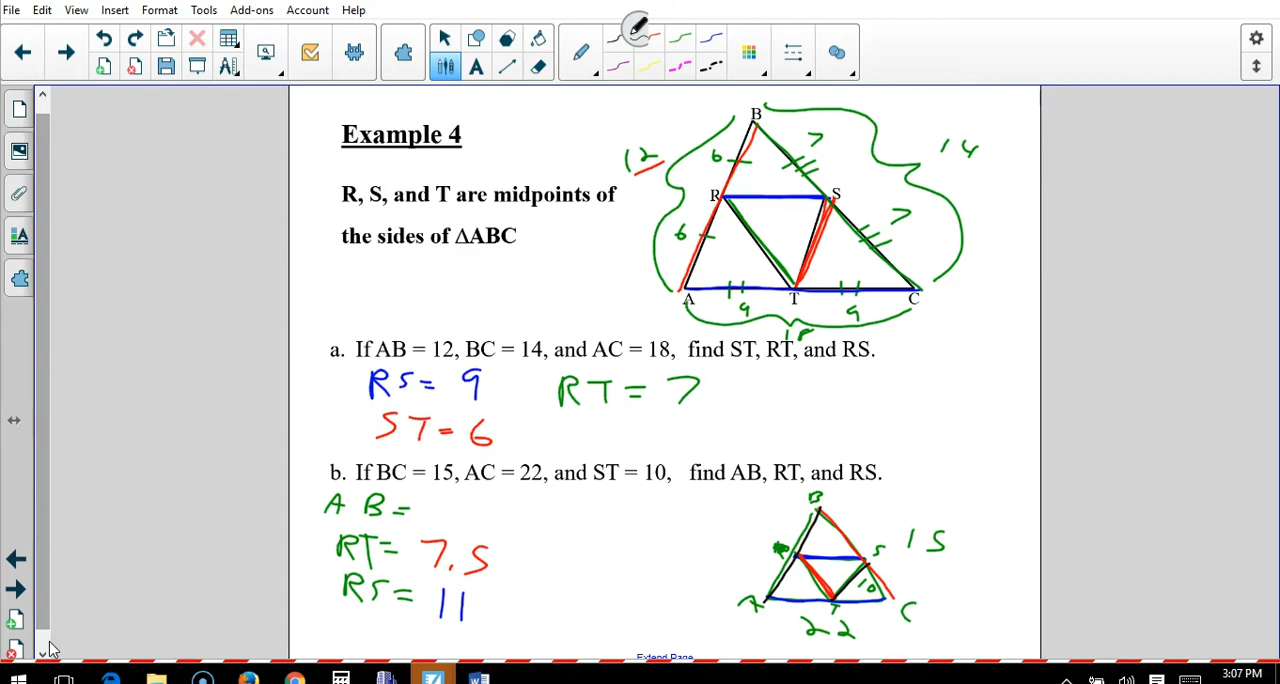 File Edit View Insert Format Tools Add-ons Account Help
Example 4
R, S, and T are midpoints of
the sides of ΔABC
B
12
6
7
14
R
S
6
7
A
T
C
9
9
18
a. If AB = 12, BC = 14, and AC = 18, find ST, RT, and RS.
RS = 9
RT = 7
ST = 6
b. If BC = 15, AC = 22, and ST = 10, find AB, RT, and RS.
AB =
RT = 7.5
RS = 11
B
S
15
10
A
T
C
22
Extend Page
3:07 PM